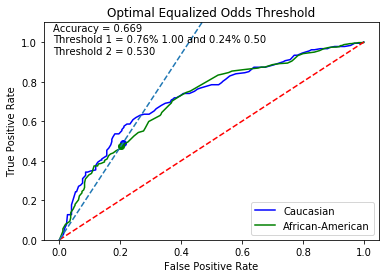 Optimal Equalized Odds Threshold
Accuracy = 0.669
Threshold 1 = 0.76% 1.00 and 0.24% 0.50
Threshold 2 = 0.530
True Positive Rate
1.0
0.8
0.6
0.4
0.2
0.0
0.0 0.2 0.4 0.6 0.8 1.0
False Positive Rate
Caucasian
African-American